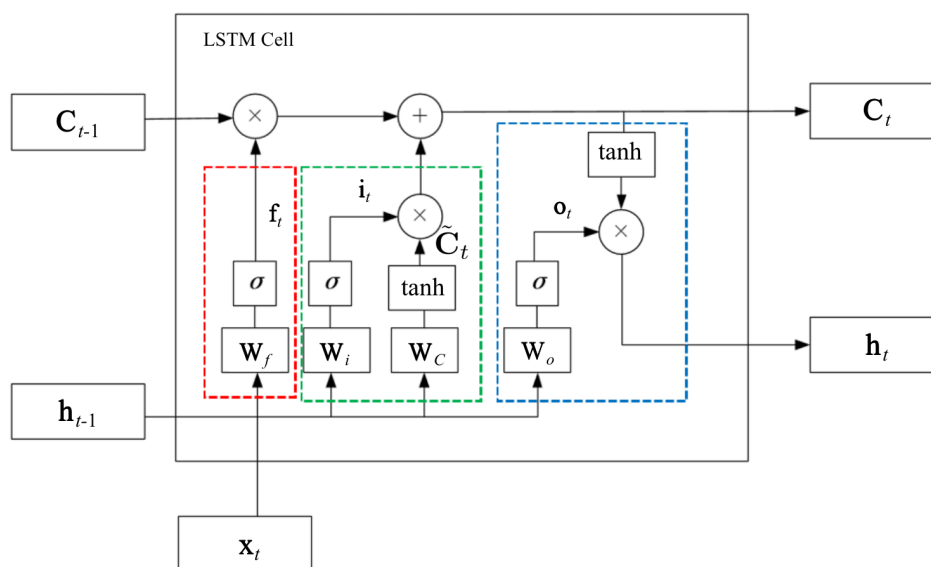 LSTM Cell
C_{t-1}
×
+
C_t
tanh
f_t
i_t
×
o_t
×
C̃_t
σ
σ
tanh
σ
W_f
W_i
W_C
W_o
h_t
h_{t-1}
x_t